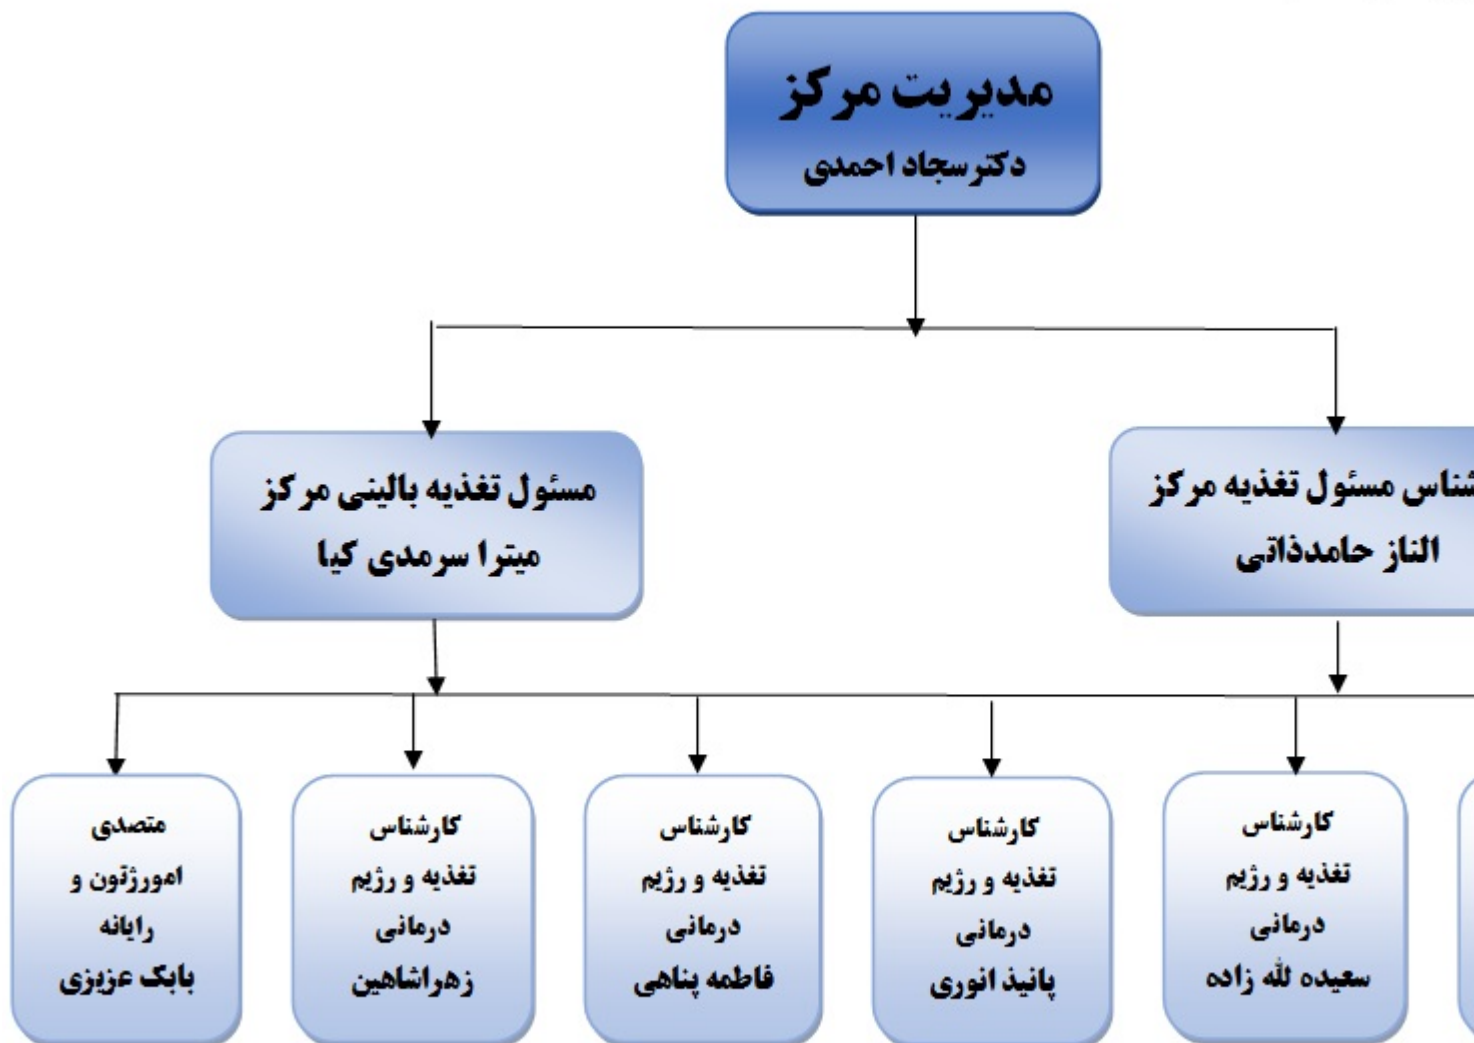 مدیریت مرکز
دکترسجاد احمدی
شناس مسئول تغذیه مرکز
الناز حامدذاتی
مسئول تغذیه بالینی مرکز
میترا سرمدی کیا
کارشناس
تغذیه و رژیم
درمانی
سعیده لله زاده
کارشناس
تغذیه و رژیم
درمانی
پانیذ انوری
کارشناس
تغذیه و رژیم
درمانی
فاطمه پناهی
کارشناس
تغذیه و رژیم
درمانی
زهراشاهین
متصدی
امورژتون و
رایانه
بابک عزیزی